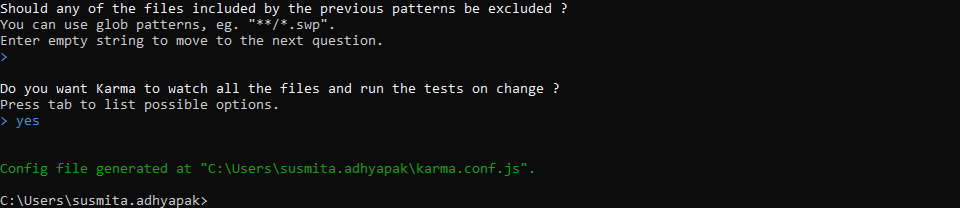 Should any of the files included by the previous patterns be excluded ?
You can use glob patterns, eg. "**/*.swp".
Enter empty string to move to the next question.
>
Do you want Karma to watch all the files and run the tests on change ?
Press tab to list possible options.
> yes
Config file generated at "C:\Users\susmita.adhyapak\karma.conf.js".
C:\Users\susmita.adhyapak>